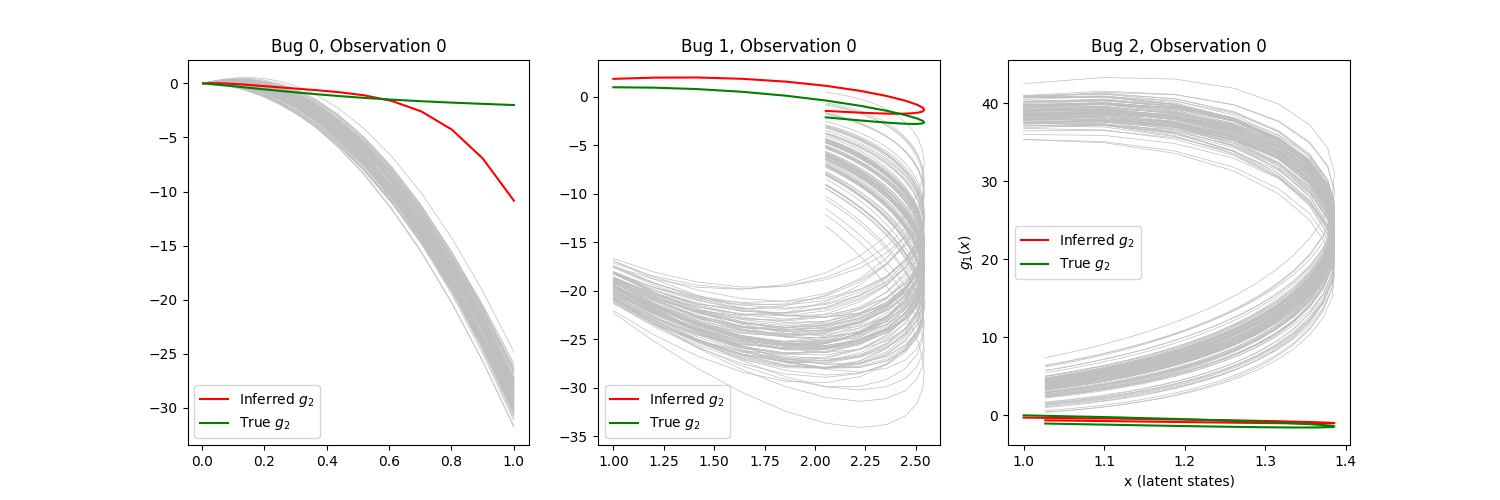 Bug 0, Observation 0
0
−5
−10
−15
−20
−25
−30
0.0 0.2 0.4 0.6 0.8 1.0
Inferred g₂
True g₂
Bug 1, Observation 0
0
−5
−10
−15
−20
−25
−30
−35
1.00 1.25 1.50 1.75 2.00 2.25 2.50
Inferred g₂
True g₂
Bug 2, Observation 0
g₁(x)
40
30
20
10
0
1.0 1.1 1.2 1.3 1.4
x (latent states)
Inferred g₂
True g₂